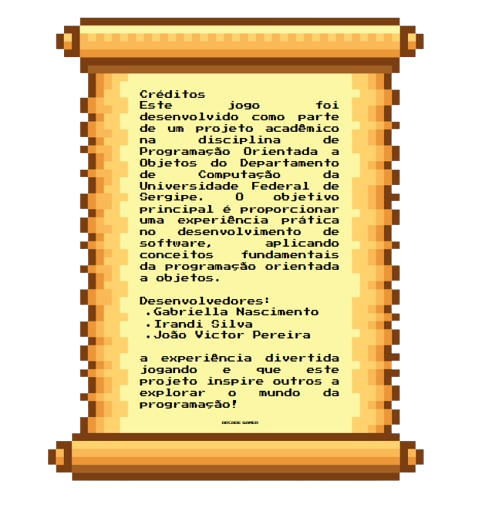 Créditos
Este jogo foi
desenvolvido como parte
de um projeto acadêmico
na disciplina de
Programação Orientada a
Objetos do Departamento
de Computação da
Universidade Federal de
Sergipe. O objetivo
principal é proporcionar
uma experiência prática
no desenvolvimento de
software, aplicando
conceitos fundamentais
da programação orientada
a objetos.
Desenvolvedores:
.Gabriella Nascimento
.Irandi Silva
.João Victor Pereira
a experiência divertida
jogando e que este
projeto inspire outros a
explorar o mundo da
programação!